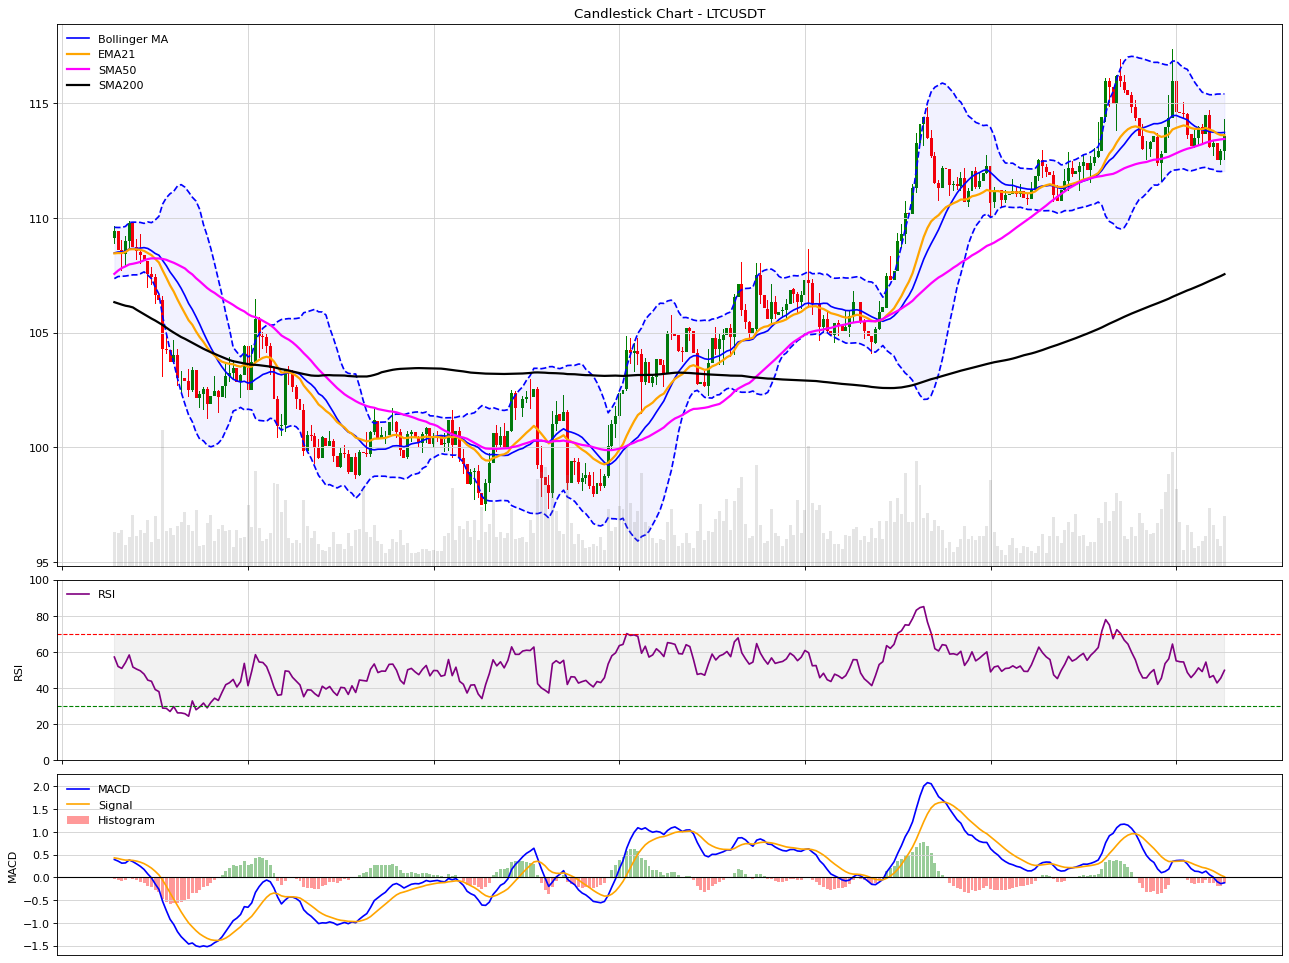 Candlestick Chart - LTCUSDT
Bollinger MA
EMA21
SMA50
SMA200
115
110
105
100
95
RSI
100
80
60
40
20
0
RSI
MACD
Signal
Histogram
2.0
1.5
1.0
0.5
0.0
−0.5
−1.0
−1.5
MACD